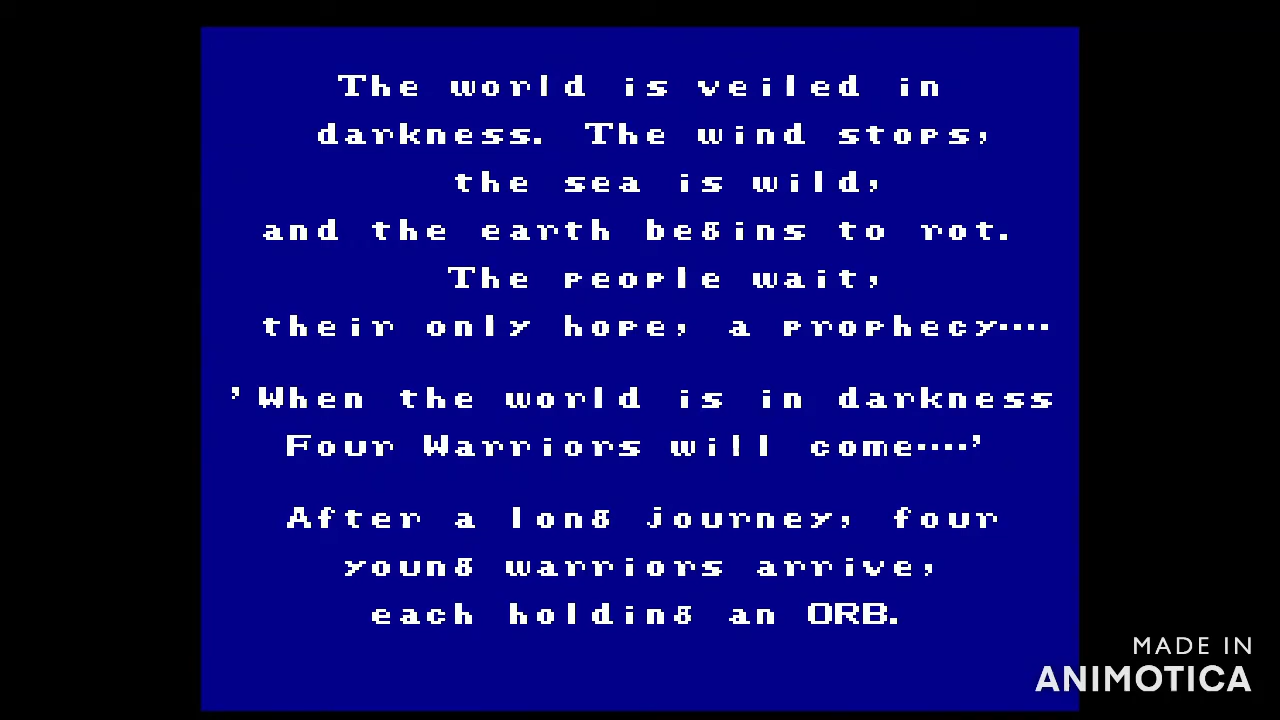 The world is veiled in
darkness. The wind stops,
the sea is wild,
and the earth begins to rot.
The people wait,
their only hope, a prophecy....
'When the world is in darkness
Four Warriors will come....'
After a long journey, four
young warriors arrive,
each holding an ORB.
MADE IN
ANIMOTICA